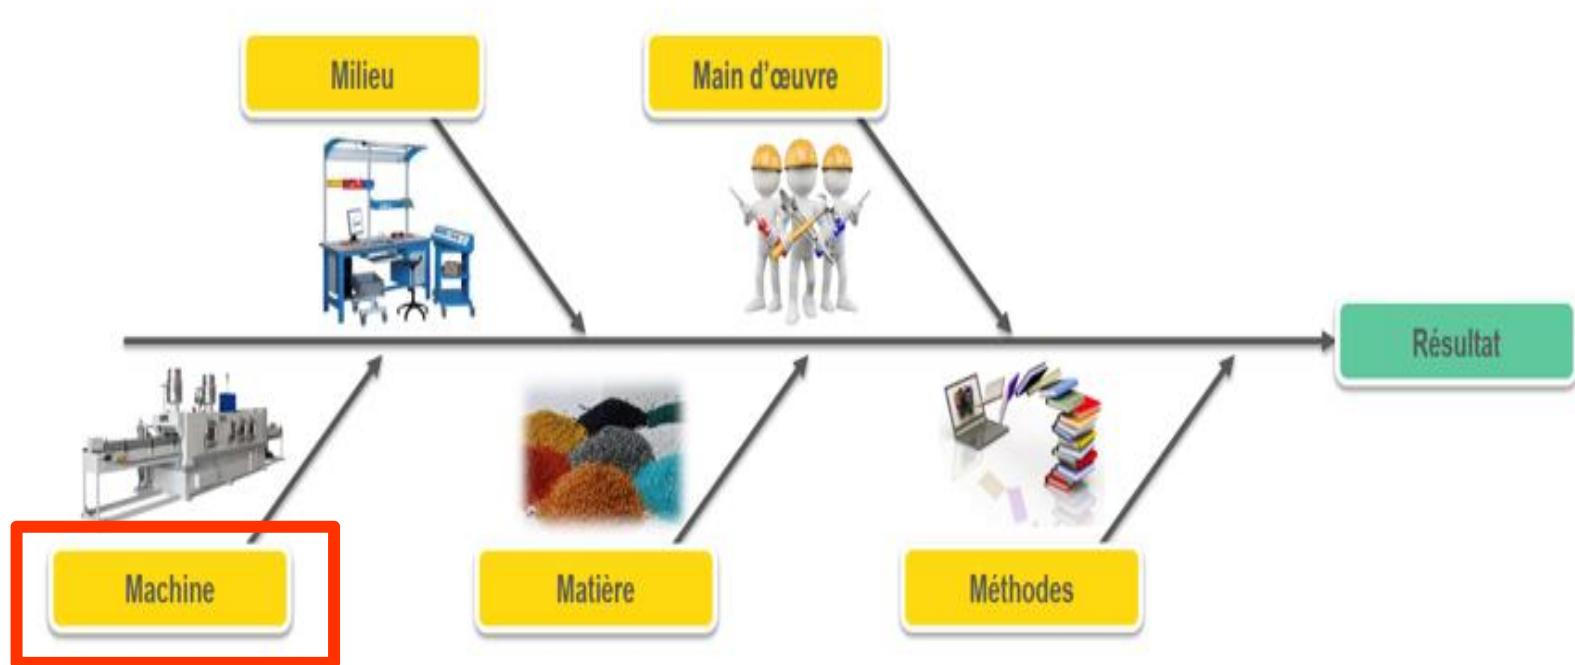 Milieu
Main d'œuvre
Résultat
Machine
Matière
Méthodes